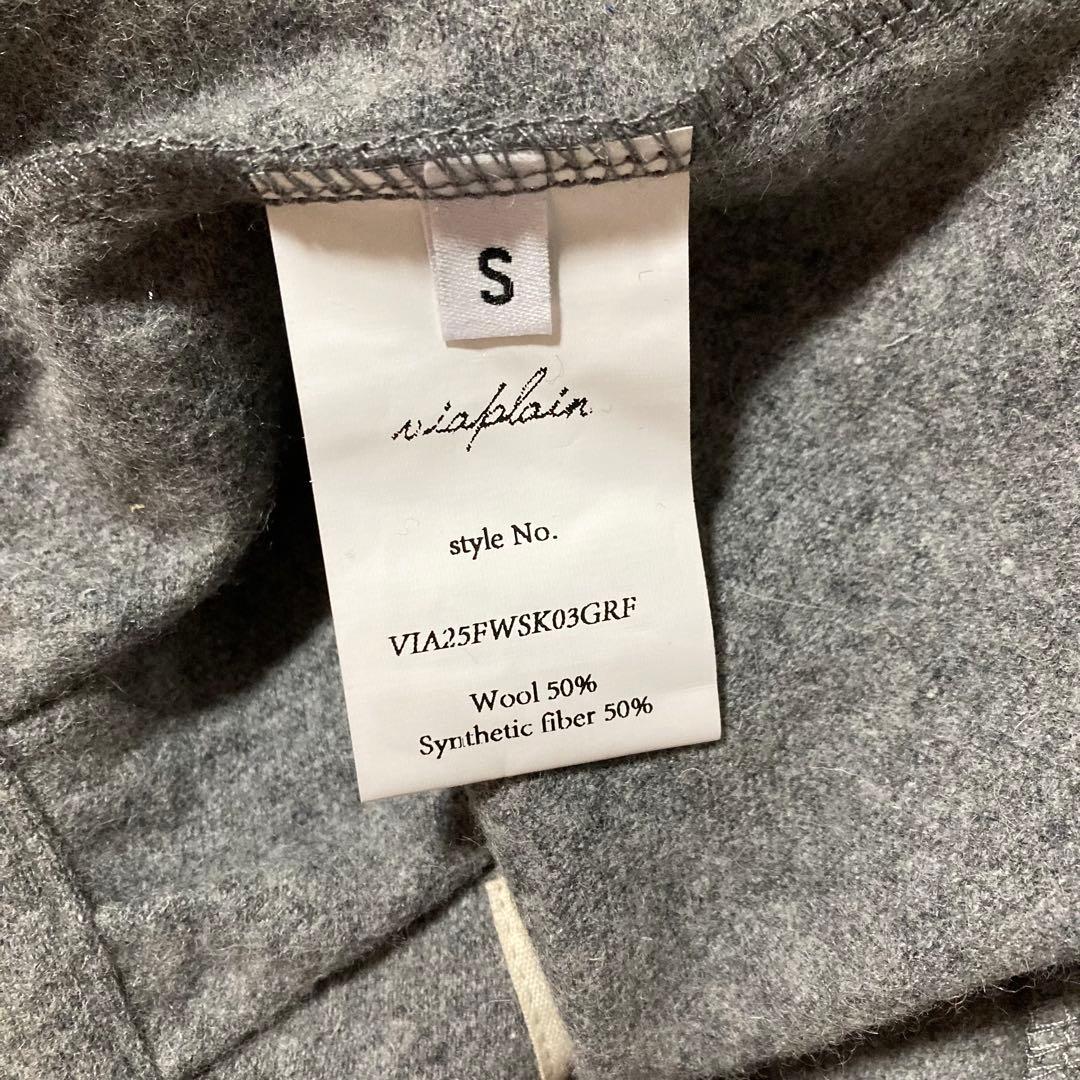 S
viaplain
style No.
VIA25FWSK03GRF
Wool 50%
Synthetic fiber 50%